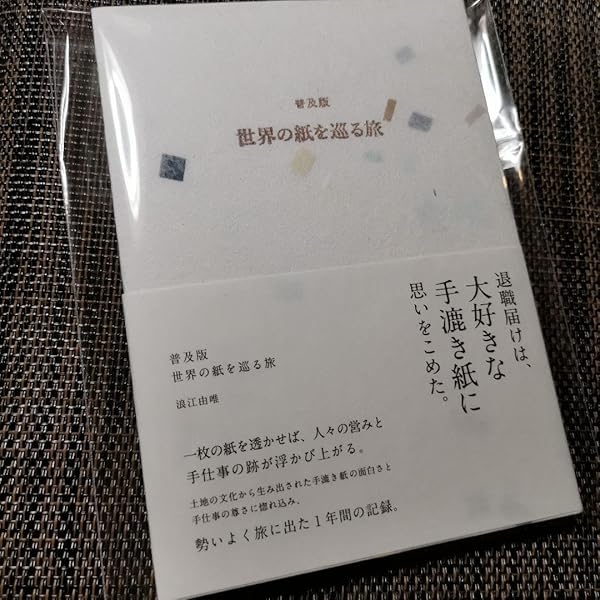 普及版
世界の紙を巡る旅
退職届けは、
大好きな
手漉き紙に
思いをこめた。
普及版
世界の紙を巡る旅
浪江由唯
一枚の紙を透かせば、人々の営みと
手仕事の跡が浮かび上がる。
土地の文化から生み出された手漉き紙の面白さと
手仕事の尊さに惚れ込み、
勢いよく旅に出た1年間の記録。